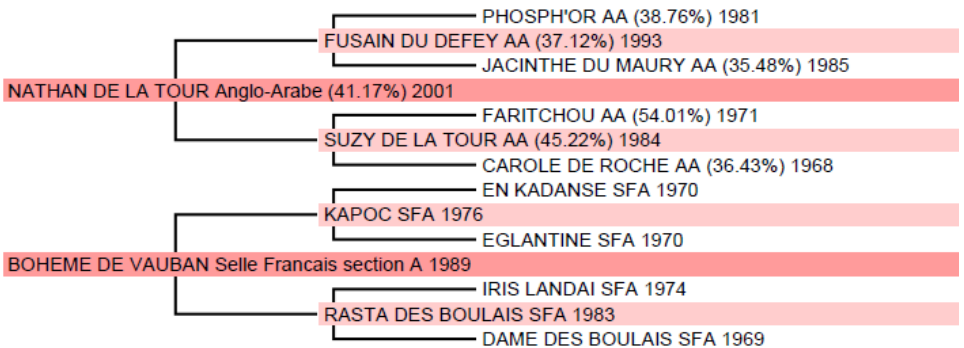 PHOSPH'OR AA (38.76%) 1981
FUSAIN DU DEFEY AA (37.12%) 1993
JACINTHE DU MAURY AA (35.48%) 1985
NATHAN DE LA TOUR Anglo-Arabe (41.17%) 2001
FARITCHOU AA (54.01%) 1971
SUZY DE LA TOUR AA (45.22%) 1984
CAROLE DE ROCHE AA (36.43%) 1968
EN KADANSE SFA 1970
KAPOC SFA 1976
EGLANTINE SFA 1970
BOHEME DE VAUBAN Selle Francais section A 1989
IRIS LANDAI SFA 1974
RASTA DES BOULAIS SFA 1983
DAME DES BOULAIS SFA 1969